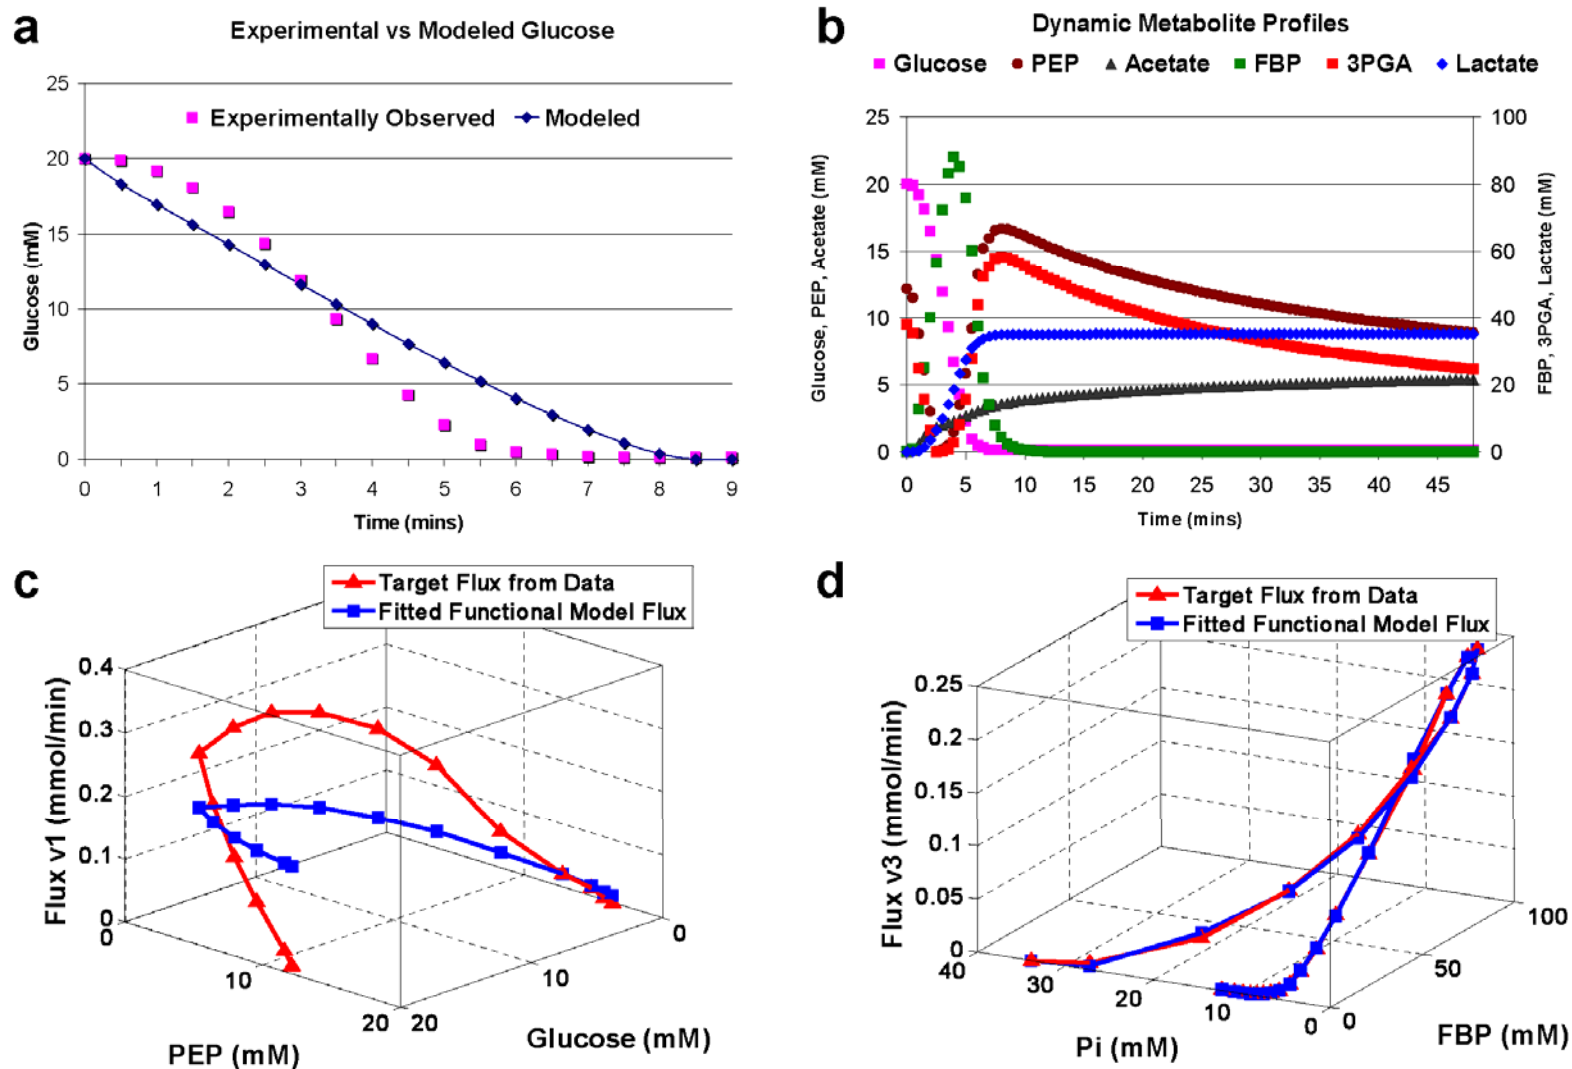 a
Experimental vs Modeled Glucose
25
20
15
10
5
0
Glucose (mM)
Experimentally Observed
Modeled
0 1 2 3 4 5 6 7 8 9
Time (mins)
b
Dynamic Metabolite Profiles
Glucose PEP Acetate FBP 3PGA Lactate
25
20
15
10
5
0
Glucose, PEP, Acetate (mM)
100
80
60
40
20
0
FBP, 3PGA, Lactate (mM)
0 5 10 15 20 25 30 35 40 45
Time (mins)
c
Target Flux from Data
Fitted Functional Model Flux
0.4
0.3
0.2
0.1
0
Flux v1 (mmol/min)
0
10
20
PEP (mM)
20
10
0
Glucose (mM)
d
Target Flux from Data
Fitted Functional Model Flux
0.25
0.2
0.15
0.1
0.05
0
Flux v3 (mmol/min)
40
30
20
10
0
Pi (mM)
0
50
100
FBP (mM)